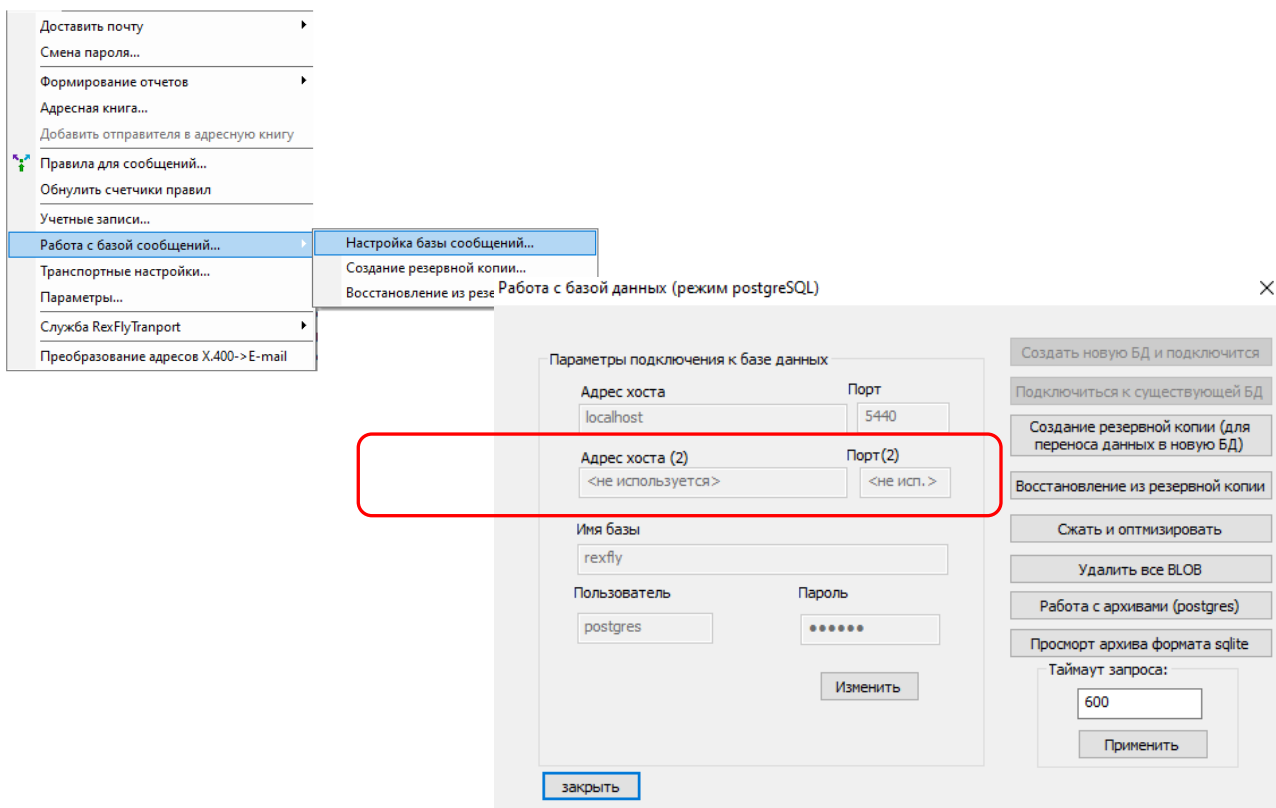 Доставить почту
Смена пароля...
Формирование отчетов
Адресная книга...
Добавить отправителя в адресную книгу
Правила для сообщений...
Обнулить счетчики правил
Учетные записи...
Работа с базой сообщений...
Транспортные настройки...
Параметры...
Служба RexFlyTranport
Преобразование адресов X.400->E-mail
Настройка базы сообщений...
Создание резервной копии...
Восстановление из резе
Работа с базой данных (режим postgreSQL)
Параметры подключения к базе данных
Адрес хоста
Порт
localhost
5440
Адрес хоста (2)
Порт(2)
<не используется>
<не исп.>
Имя базы
rexfly
Пользователь
Пароль
postgres
Изменить
закрыть
Создать новую БД и подключится
Подключиться к существующей БД
Создание резервной копии (для
переноса данных в новую БД)
Восстановление из резервной копии
Сжать и оптмизировать
Удалить все BLOB
Работа с архивами (postgres)
Просморт архива формата sqlite
Таймаут запроса:
600
Применить